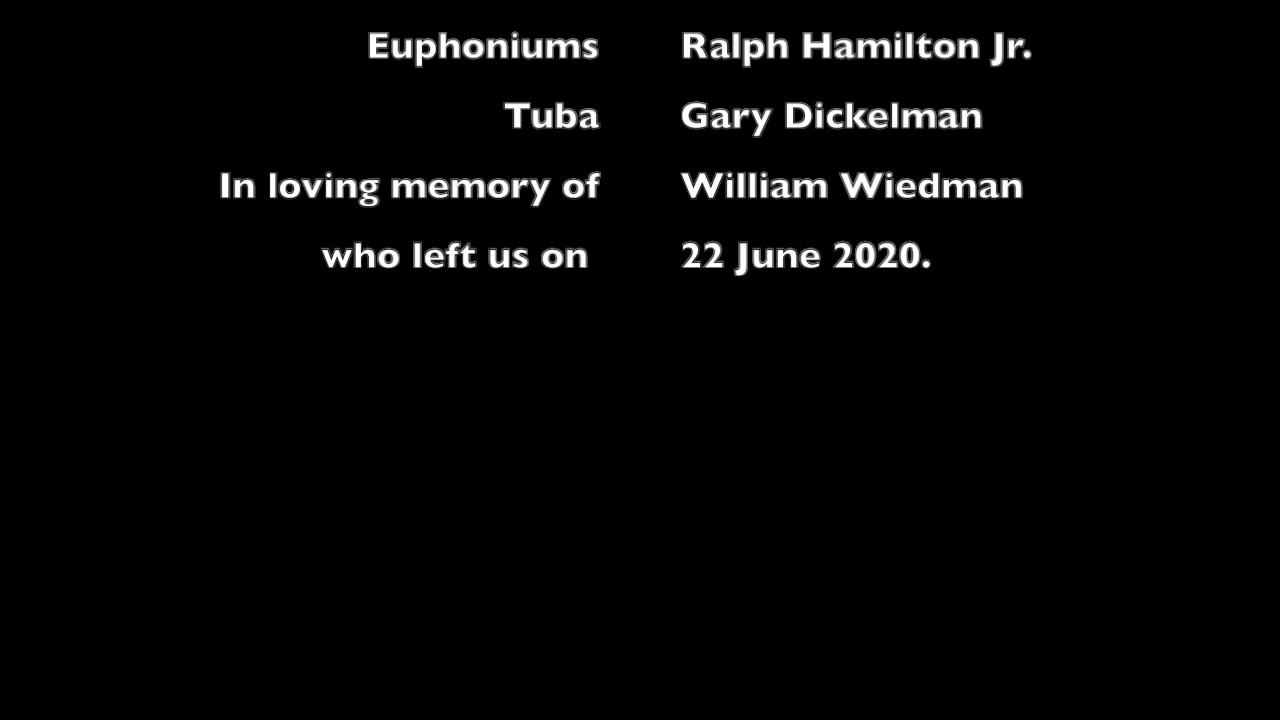 Euphoniums Ralph Hamilton Jr.
Tuba Gary Dickelman
In loving memory of William Wiedman
who left us on 22 June 2020.